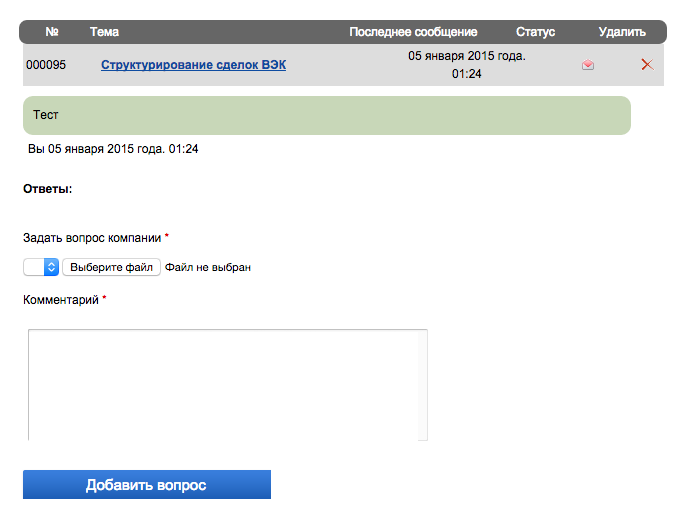 № Тема Последнее сообщение Статус Удалить
000095 Структурирование сделок ВЭК 05 января 2015 года.
01:24
Тест
Вы 05 января 2015 года. 01:24
Ответы:
Задать вопрос компании *
Выберите файл Файл не выбран
Комментарий *
Добавить вопрос